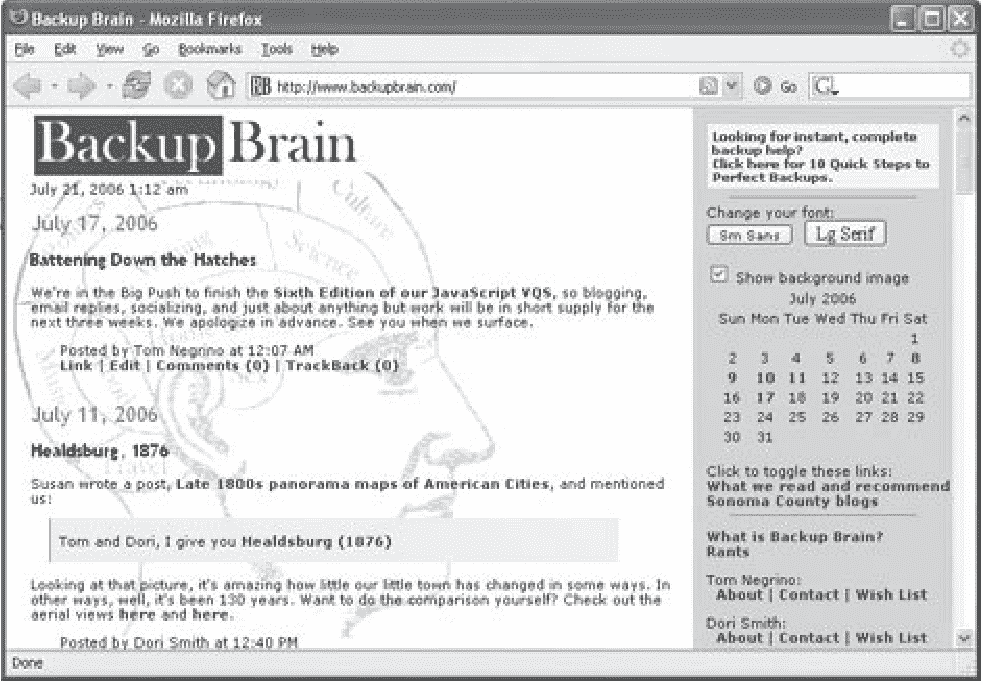 Backup Brain - Mozilla Firefox
File Edit View Go Bookmarks Tools Help
http://www.backupbrain.com/
Go
Backup Brain
July 21, 2006 1:12 am
July 17, 2006
Battening Down the Hatches
We're in the Big Push to finish the Sixth Edition of our JavaScript VQS, so blogging,
email replies, socializing, and just about anything but work will be in short supply for the
next three weeks. We apologize in advance. See you when we surface.
Posted by Tom Negrino at 12:07 AM
Link | Edit | Comments (0) | TrackBack (0)
July 11, 2006
Healdsburg, 1876
Susan wrote a post, Late 1800s panorama maps of American Cities, and mentioned
us:
Tom and Dori, I give you Healdsburg (1876)
Looking at that picture, it's amazing how little our little town has changed in some ways. In
other ways, well, it's been 130 years. Want to do the comparison yourself? Check out the
aerial views here and here.
Posted by Dori Smith at 12:40 PM
Culture
Science
Travel
Looking for instant, complete
backup help?
Click here for 10 Quick Steps to
Perfect Backups.
Change your font:
Sm Sans Lg Serif
Show background image
July 2006
Sun Mon Tue Wed Thu Fri Sat
1
2 3 4 5 6 7 8
9 10 11 12 13 14 15
16 17 18 19 20 21 22
23 24 25 26 27 28 29
30 31
Click to toggle these links:
What we read and recommend
Sonoma County blogs
What is Backup Brain?
Rants
Tom Negrino:
About | Contact | Wish List
Dori Smith:
About | Contact | Wish List
Done